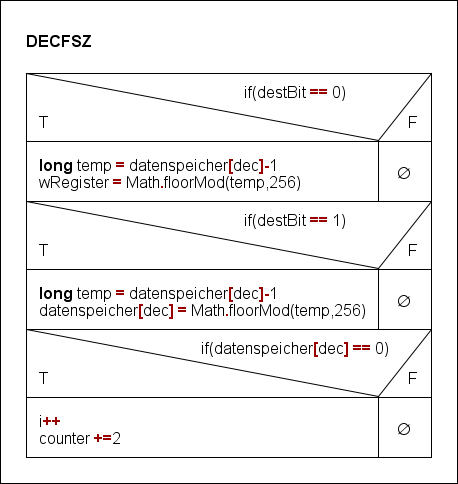 DECFSZ
if(destBit == 0)
T F
long temp = datenspeicher[dec]-1
wRegister = Math.floorMod(temp,256)
∅
if(destBit == 1)
T F
long temp = datenspeicher[dec]-1
datenspeicher[dec] = Math.floorMod(temp,256)
∅
if(datenspeicher[dec] == 0)
T F
i++
counter +=2
∅